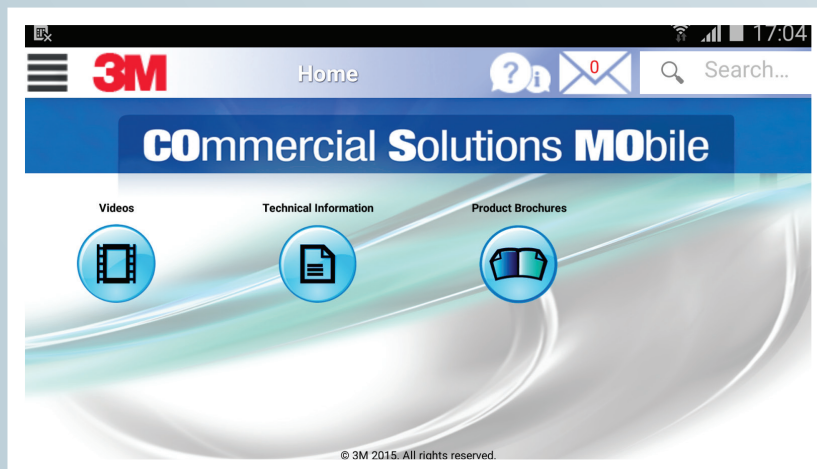 17:04
3M
Home
? i
0
Search...
COmmercial Solutions MObile
Videos
Technical Information
Product Brochures
© 3M 2015. All rights reserved.